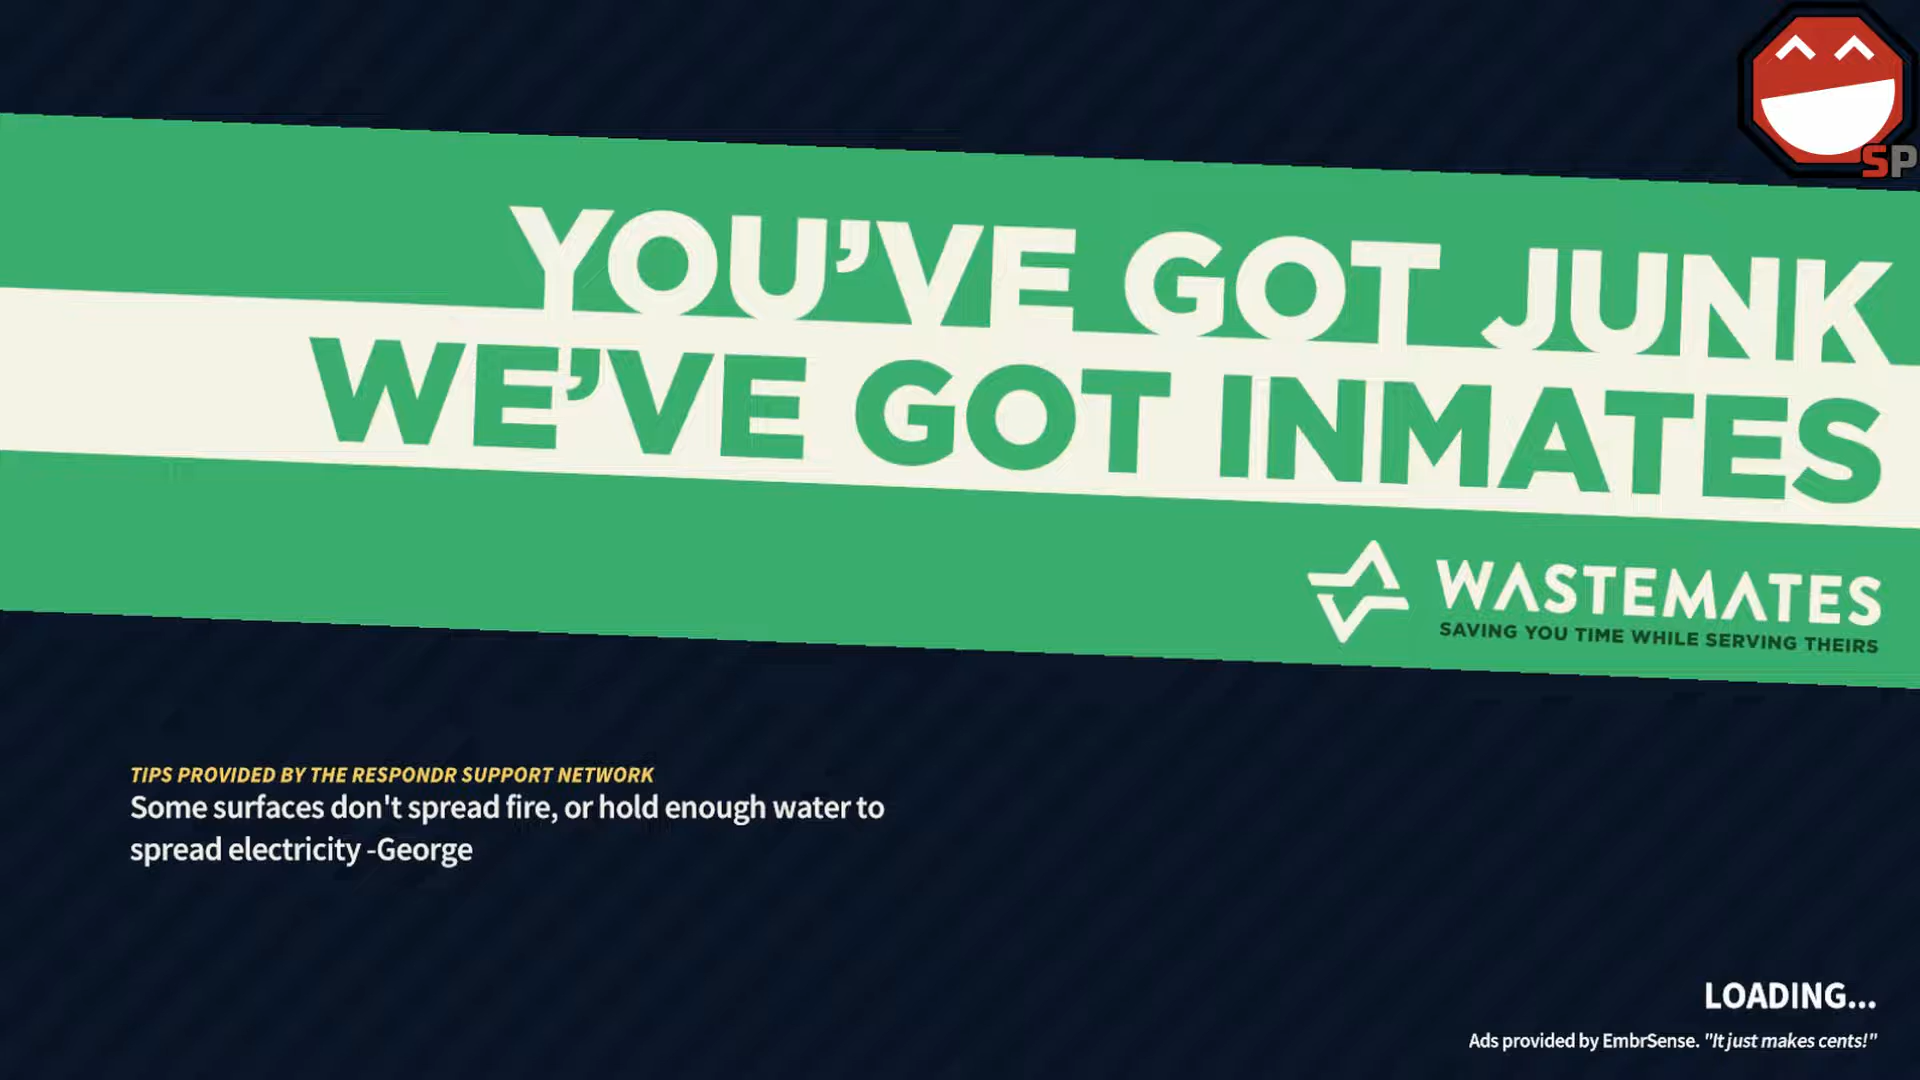 SP
YOU'VE GOT JUNK
WE'VE GOT INMATES
WASTEMATES
SAVING YOU TIME WHILE SERVING THEIRS
TIPS PROVIDED BY THE RESPONDR SUPPORT NETWORK
Some surfaces don't spread fire, or hold enough water to
spread electricity -George
LOADING...
Ads provided by EmbrSense. "It just makes cents!"